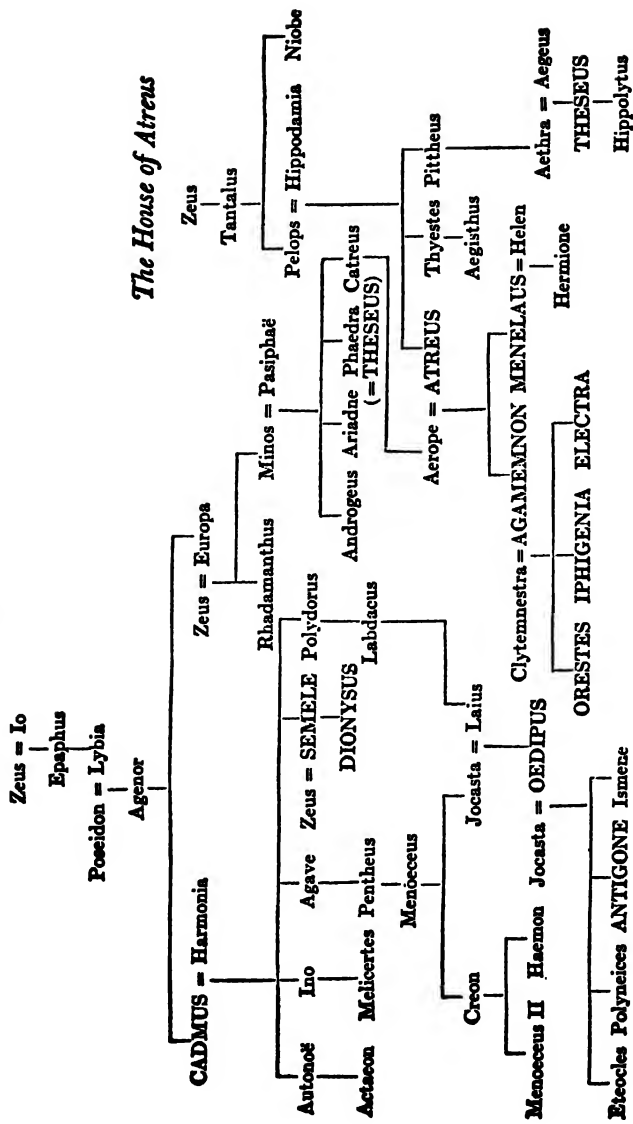 Zeus = Io
Epaphus
Poseidon = Lybia
Agenor
The House of Atreus
CADMUS = Harmonia
Zeus = Europa
Zeus
Tantalus
Rhadamanthus Minos = Pasiphaë
Pelops = Hippodamia Niobe
Autonoë Ino Agave Zeus = SEMELE Polydorus
Androgeus Ariadne Phaedra Catreus
(=THESEUS)
Actaeon Melicertes Pentheus DIONYSUS Labdacus
Aerope = ATREUS Thyestes Pittheus
Aegisthus
Menoeceus
Jocasta = Laius
Creon
Clytemnestra = AGAMEMNON MENELAUS = Helen
Hermione
Aethra = Aegeus
THESEUS
Hippolytus
Menoeceus II Haemon Jocasta = OEDIPUS
ORESTES IPHIGENIA ELECTRA
Eteocles Polyneices ANTIGONE Ismene